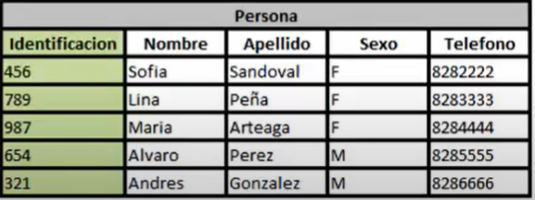 Persona
Identificacion Nombre Apellido Sexo Telefono
456 Sofia Sandoval F 8282222
789 Lina Peña F 8283333
987 Maria Arteaga F 8284444
654 Alvaro Perez M 8285555
321 Andres Gonzalez M 8286666